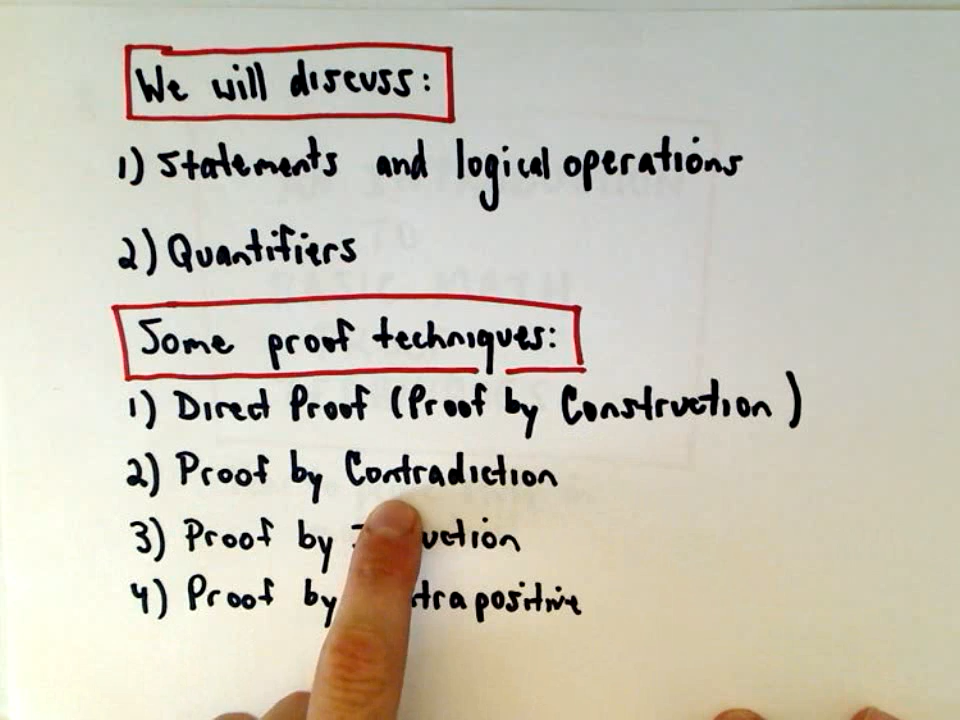 We will discuss:
1) Statements and logical operations
2) Quantifiers
Some proof techniques:
1) Direct Proof (Proof by Construction)
2) Proof by Contradiction
3) Proof by
4) Proof by